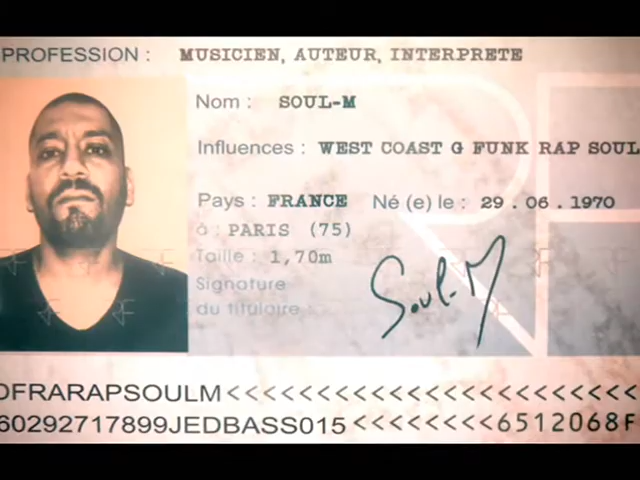 PROFESSION : MUSICIEN, AUTEUR, INTERPRETE
Nom : SOUL-M
Influences : WEST COAST G FUNK RAP SOUL
Pays : FRANCE Né (e) le : 29 . 06 . 1970
à : PARIS (75)
Taille : 1,70m
Signature
du titulaire :
Soul-M
DFRARAPSOULM<<<<<<<<<<<<<<<<<<<<<<<
60292717899JEDBASS015<<<<<<<<6512068F